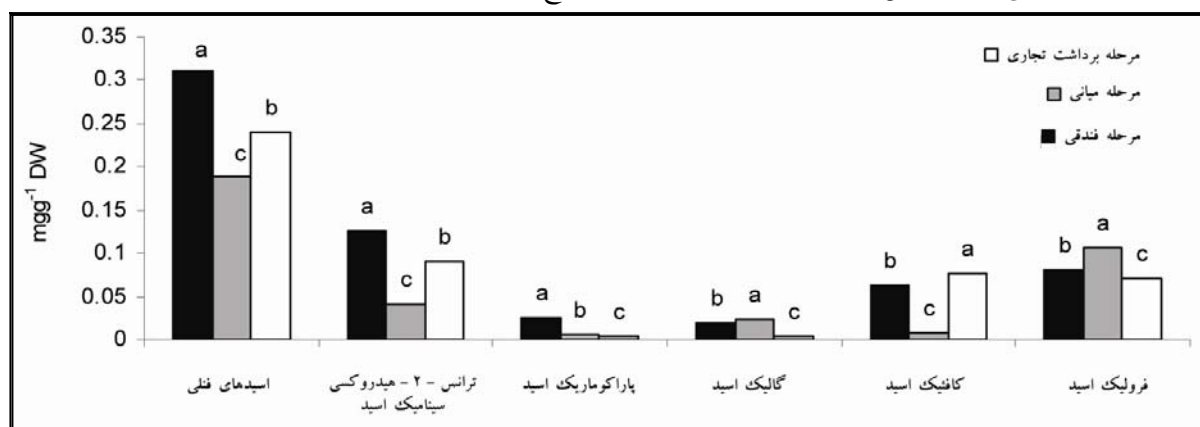 0.35
0.3
0.25
0.2
0.15
0.1
0.05
0
mgg⁻¹ DW
مرحله برداشت تجاری
مرحله میانی
مرحله فندقی
a
c
b
a
c
b
a
b
c
b
a
c
b
c
a
b
a
c
اسیدهای فنلی
ترانس - ۲ - هیدروکسی
سینامیک اسید
پاراکوماریک اسید
گالیک اسید
کافئیک اسید
فرولیک اسید